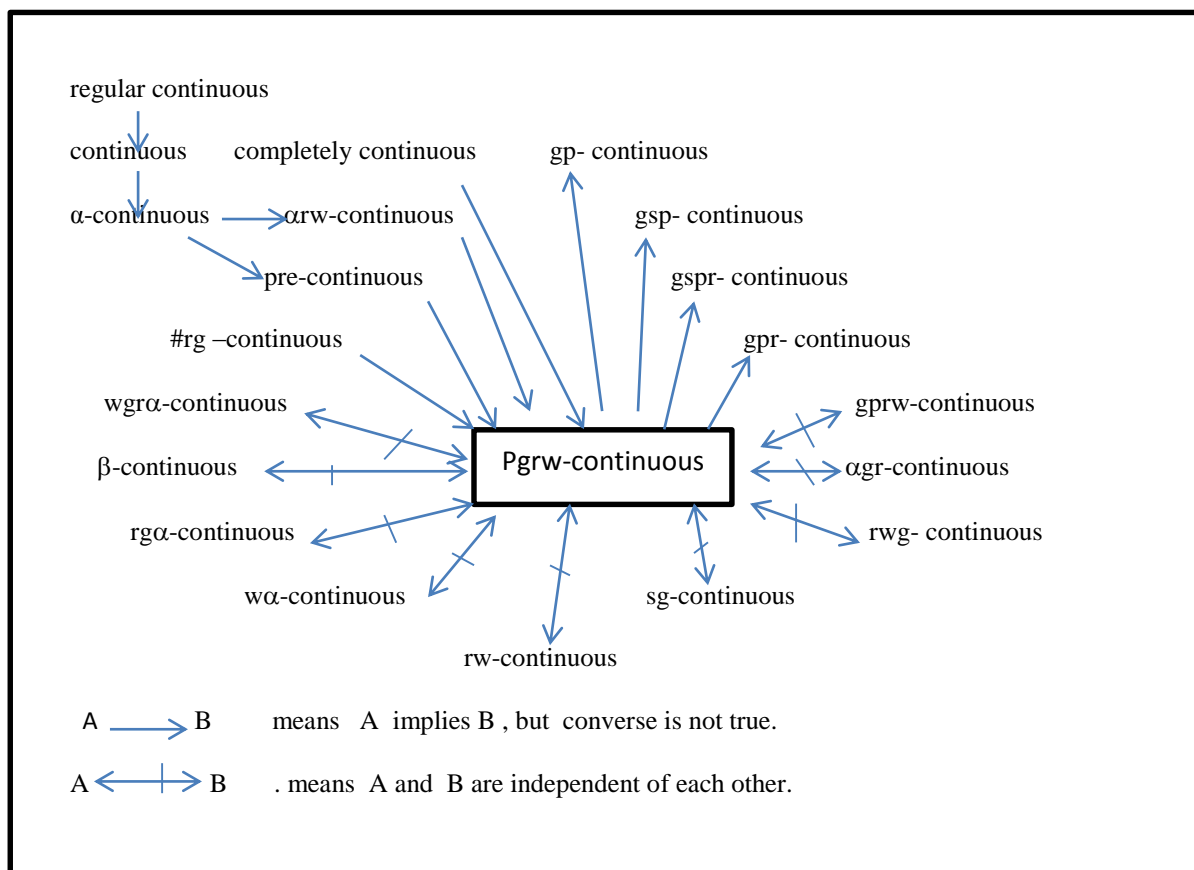 regular continuous
continuous completely continuous gp- continuous
α-continuous αrw-continuous gsp- continuous
pre-continuous gspr- continuous
#rg –continuous gpr- continuous
wgrα-continuous gprw-continuous
β-continuous Pgrw-continuous αgr-continuous
rgα-continuous rwg- continuous
wα-continuous sg-continuous
rw-continuous
A B means A implies B , but converse is not true.
A B . means A and B are independent of each other.